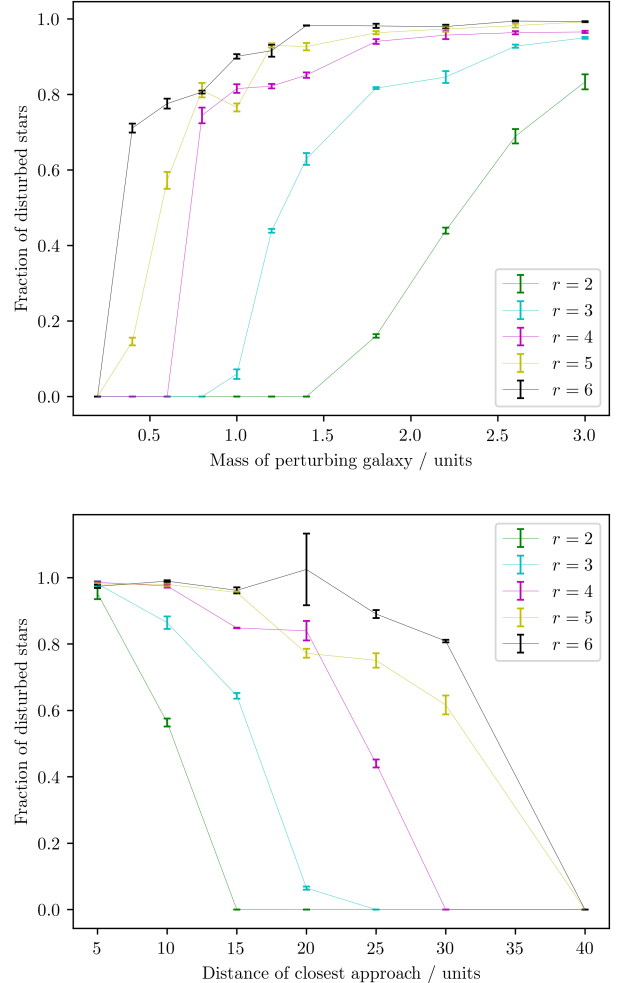 1.0
0.8
0.6
0.4
0.2
0.0
Fraction of disturbed stars
r = 2
r = 3
r = 4
r = 5
r = 6
0.5 1.0 1.5 2.0 2.5 3.0
Mass of perturbing galaxy / units
1.0
0.8
0.6
0.4
0.2
0.0
Fraction of disturbed stars
r = 2
r = 3
r = 4
r = 5
r = 6
5 10 15 20 25 30 35 40
Distance of closest approach / units